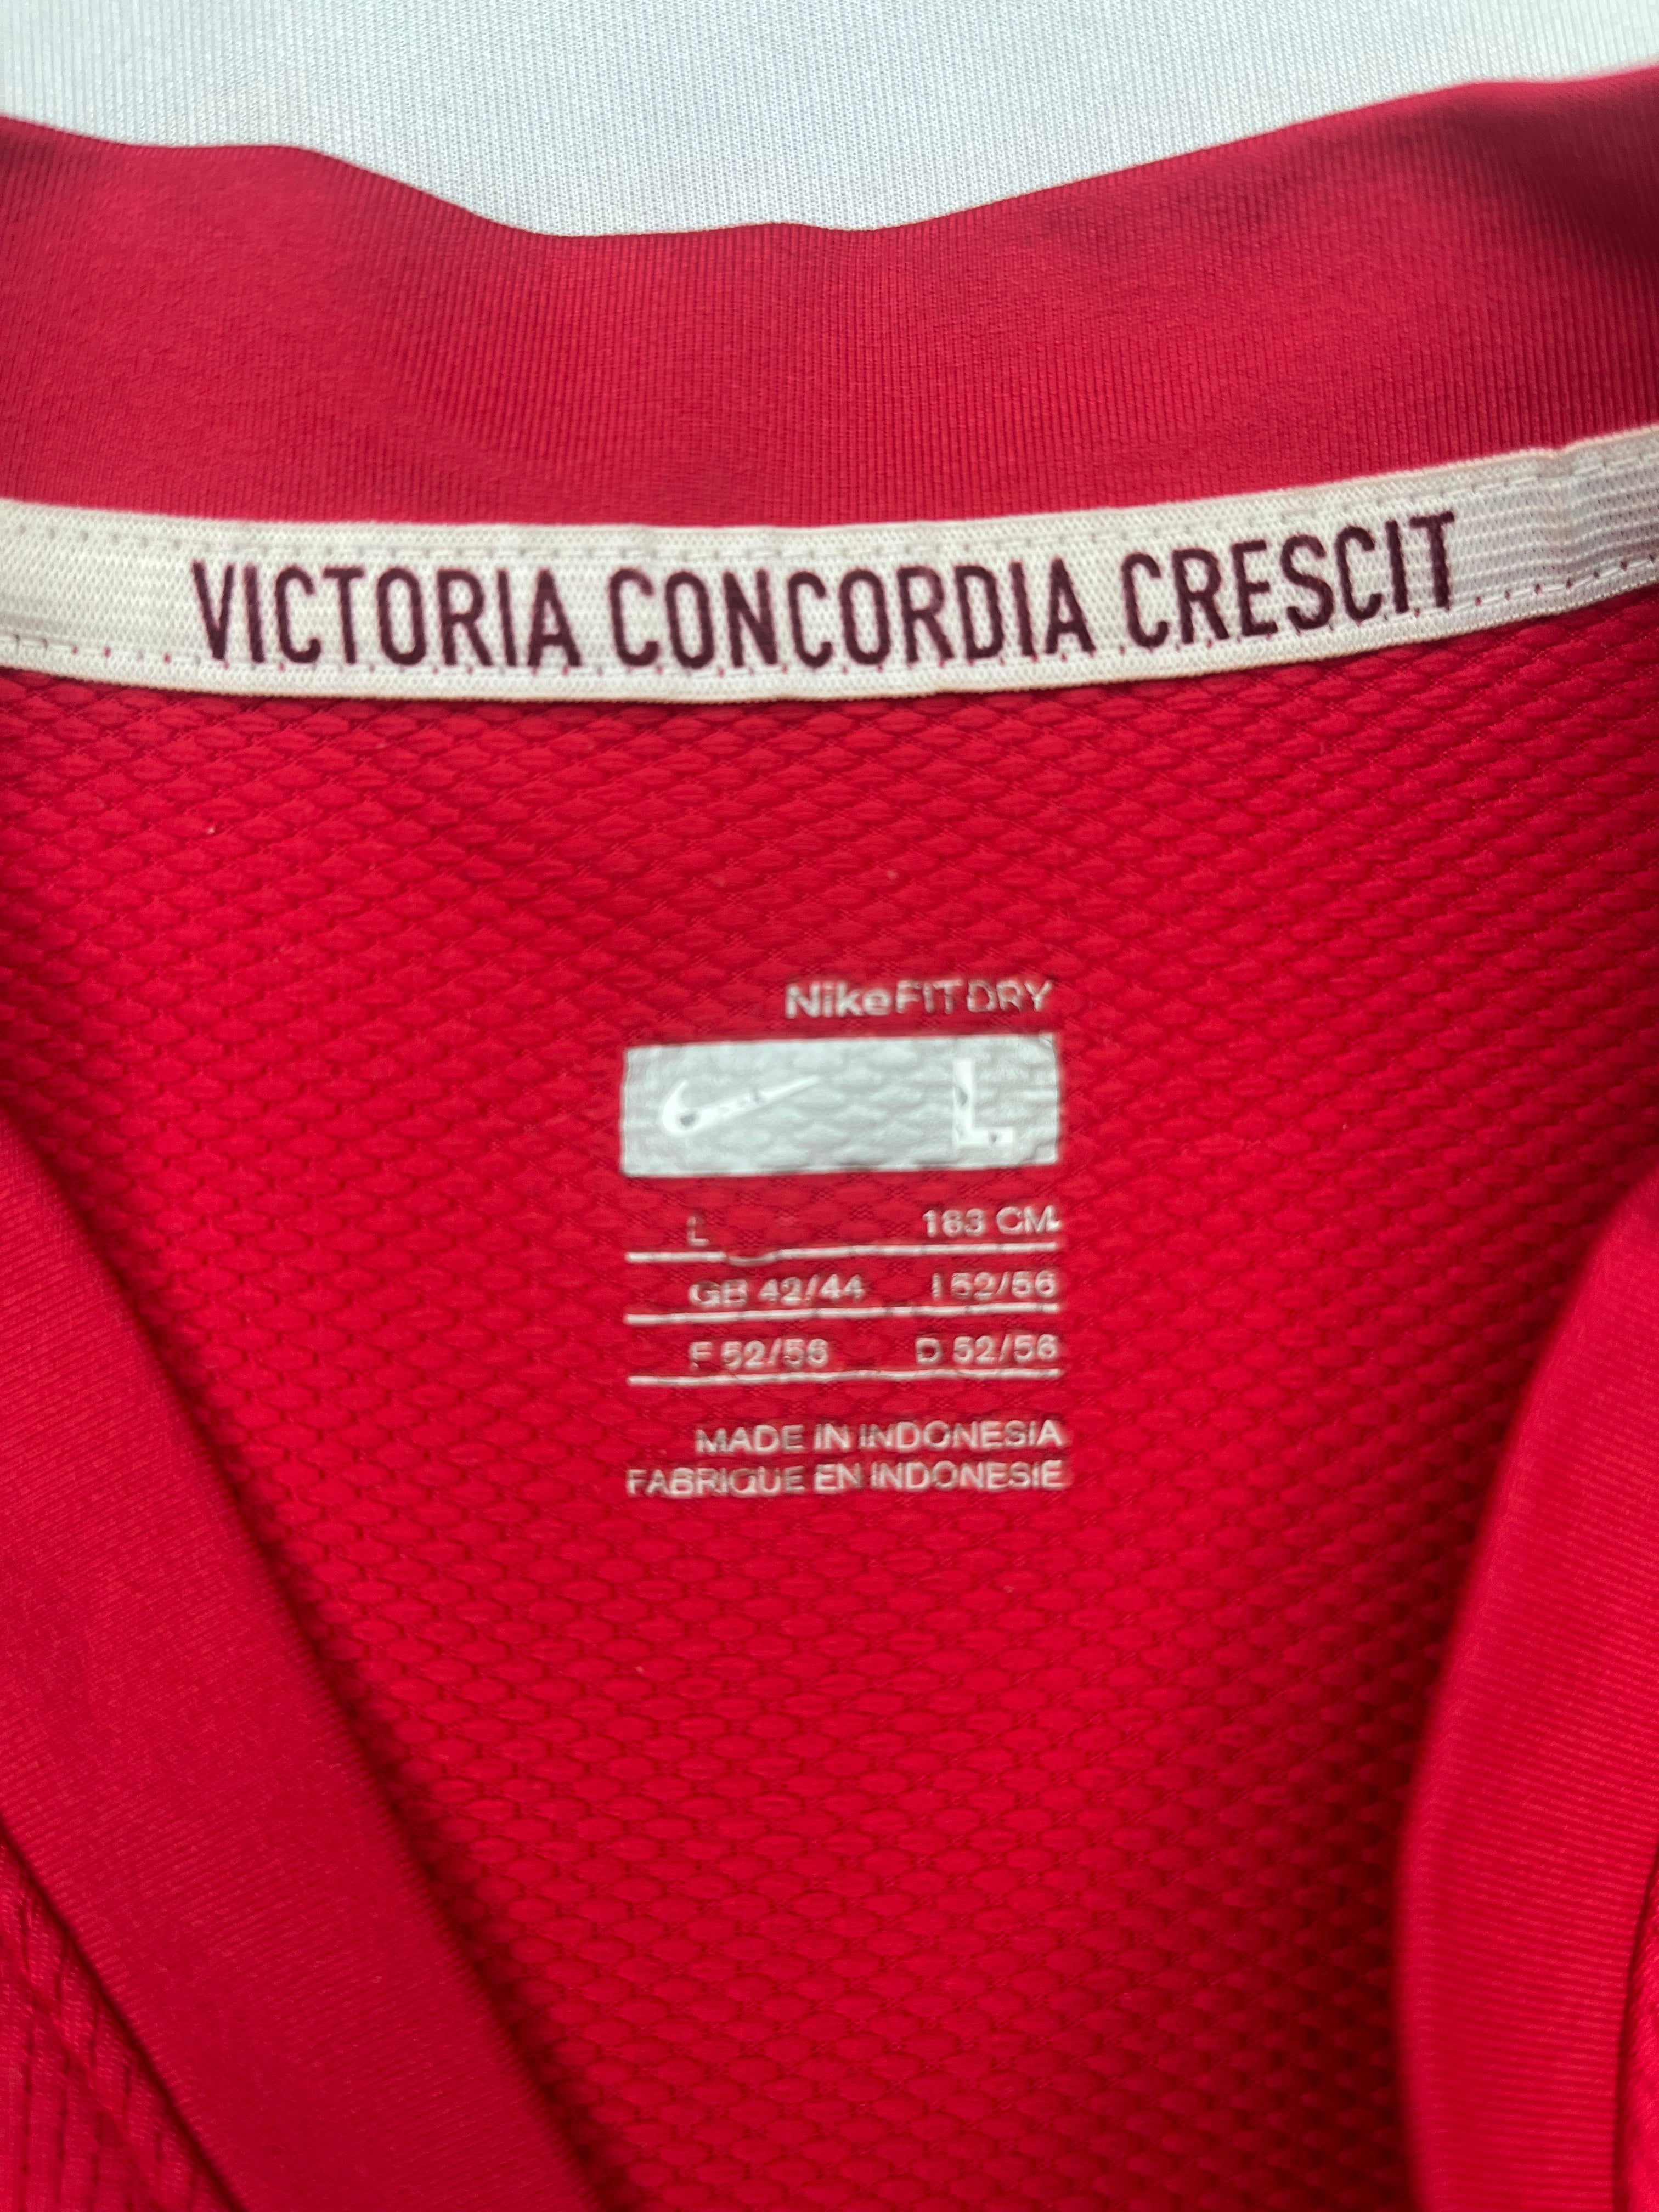 VICTORIA CONCORDIA CRESCIT
NikeFIT DRY
L
L 183 CM
GB 42/44 I 52/56
F 52/56 D 52/56
MADE IN INDONESIA
FABRIQUE EN INDONESIE